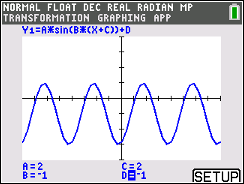 NORMAL FLOAT DEC REAL RADIAN MP
TRANSFORMATION GRAPHING APP
Y1=A*sin(B*(X+C))+D
A=2 C=2
B=-1 D=-1
SETUP